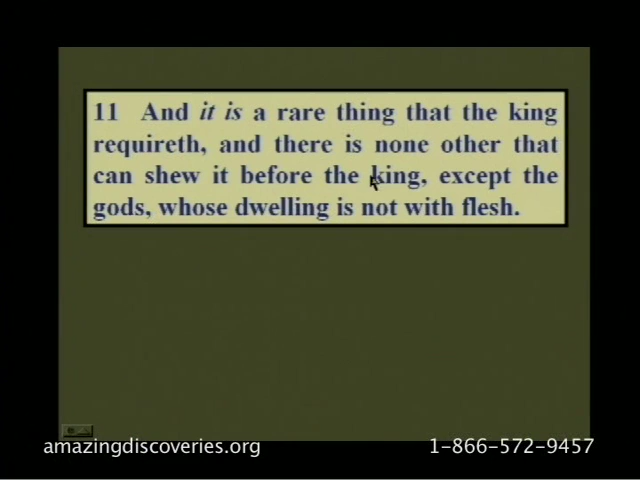 11 And it is a rare thing that the king
requireth, and there is none other that
can shew it before the king, except the
gods, whose dwelling is not with flesh.
amazingdiscoveries.org 1-866-572-9457